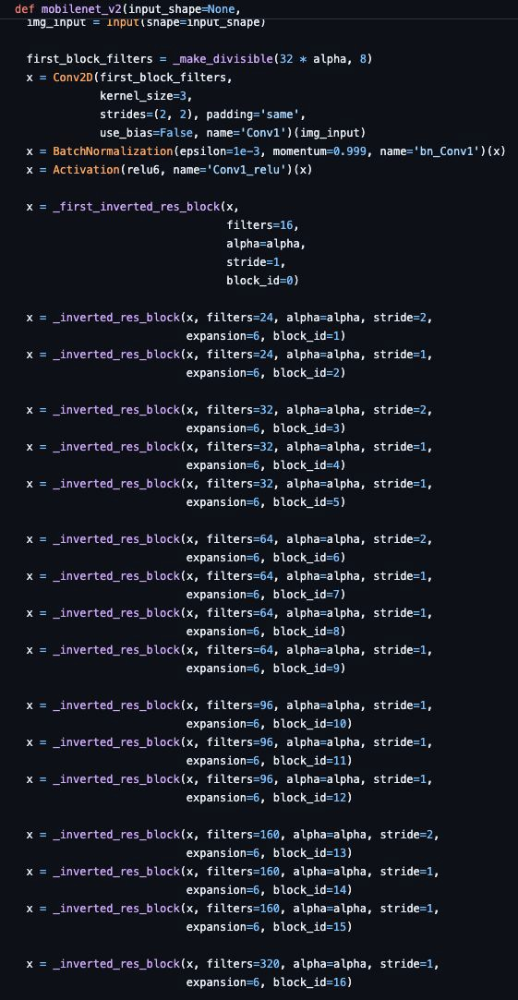 def mobilenet_v2(input_shape=None,
img_input = Input(shape=input_shape)
first_block_filters = _make_divisible(32 * alpha, 8)
x = Conv2D(first_block_filters,
kernel_size=3,
strides=(2, 2), padding='same',
use_bias=False, name='Conv1')(img_input)
x = BatchNormalization(epsilon=1e-3, momentum=0.999, name='bn_Conv1')(x)
x = Activation(relu6, name='Conv1_relu')(x)
x = _first_inverted_res_block(x,
filters=16,
alpha=alpha,
stride=1,
block_id=0)
x = _inverted_res_block(x, filters=24, alpha=alpha, stride=2,
expansion=6, block_id=1)
x = _inverted_res_block(x, filters=24, alpha=alpha, stride=1,
expansion=6, block_id=2)
x = _inverted_res_block(x, filters=32, alpha=alpha, stride=2,
expansion=6, block_id=3)
x = _inverted_res_block(x, filters=32, alpha=alpha, stride=1,
expansion=6, block_id=4)
x = _inverted_res_block(x, filters=32, alpha=alpha, stride=1,
expansion=6, block_id=5)
x = _inverted_res_block(x, filters=64, alpha=alpha, stride=2,
expansion=6, block_id=6)
x = _inverted_res_block(x, filters=64, alpha=alpha, stride=1,
expansion=6, block_id=7)
x = _inverted_res_block(x, filters=64, alpha=alpha, stride=1,
expansion=6, block_id=8)
x = _inverted_res_block(x, filters=64, alpha=alpha, stride=1,
expansion=6, block_id=9)
x = _inverted_res_block(x, filters=96, alpha=alpha, stride=1,
expansion=6, block_id=10)
x = _inverted_res_block(x, filters=96, alpha=alpha, stride=1,
expansion=6, block_id=11)
x = _inverted_res_block(x, filters=96, alpha=alpha, stride=1,
expansion=6, block_id=12)
x = _inverted_res_block(x, filters=160, alpha=alpha, stride=2,
expansion=6, block_id=13)
x = _inverted_res_block(x, filters=160, alpha=alpha, stride=1,
expansion=6, block_id=14)
x = _inverted_res_block(x, filters=160, alpha=alpha, stride=1,
expansion=6, block_id=15)
x = _inverted_res_block(x, filters=320, alpha=alpha, stride=1,
expansion=6, block_id=16)